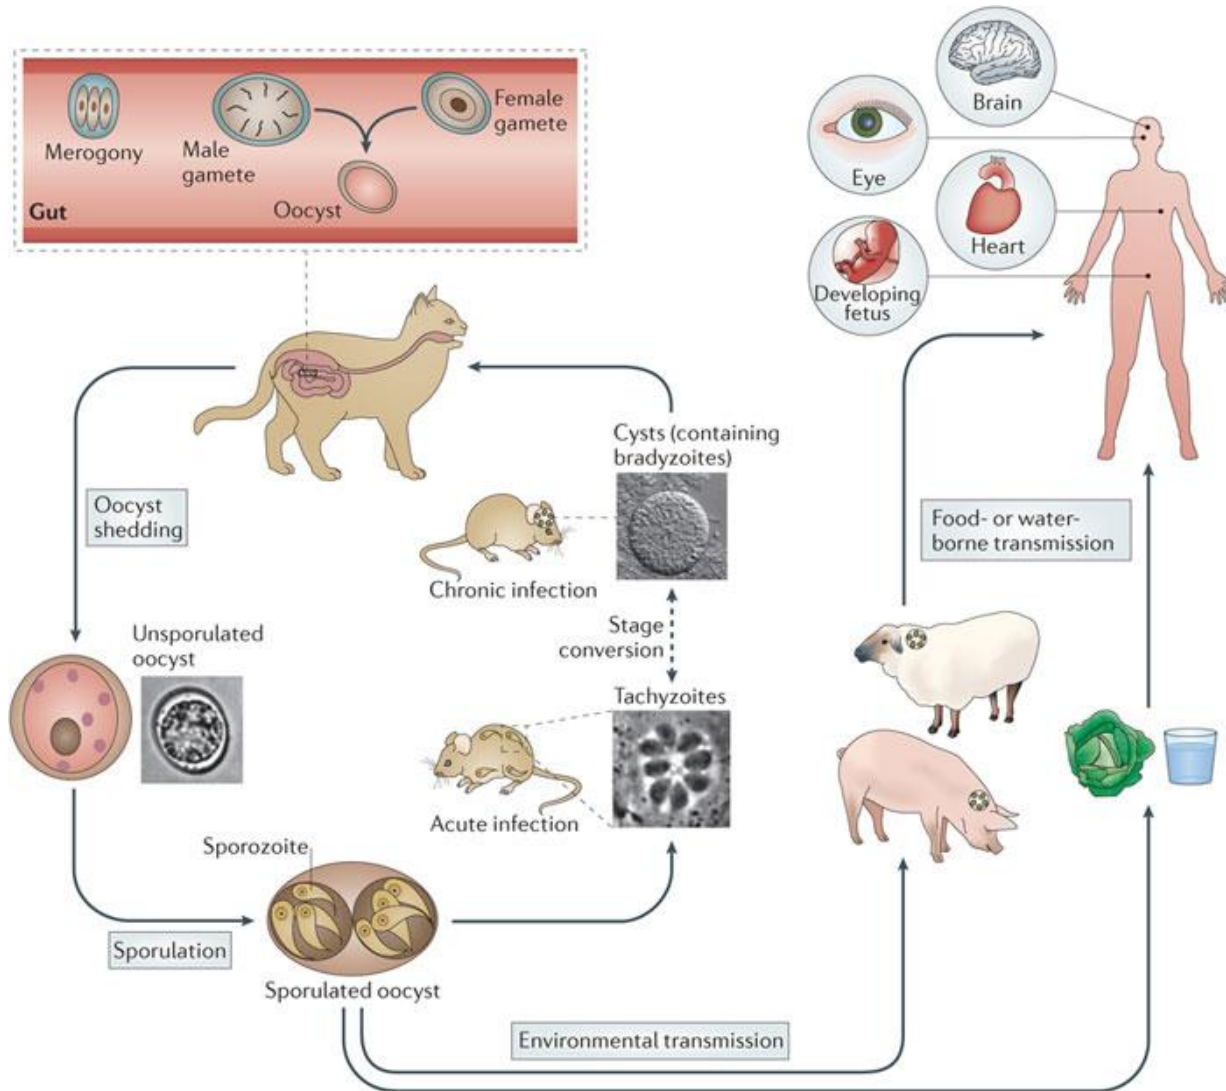 Merogony
Male
gamete
Female
gamete
Oocyst
Gut
Brain
Eye
Heart
Developing
fetus
Oocyst
shedding
Cysts (containing
bradyzoites)
Chronic infection
Stage
conversion
Unsporulated
oocyst
Tachyzoites
Acute infection
Food- or water-
borne transmission
Sporozoite
Sporulation
Sporulated oocyst
Environmental transmission